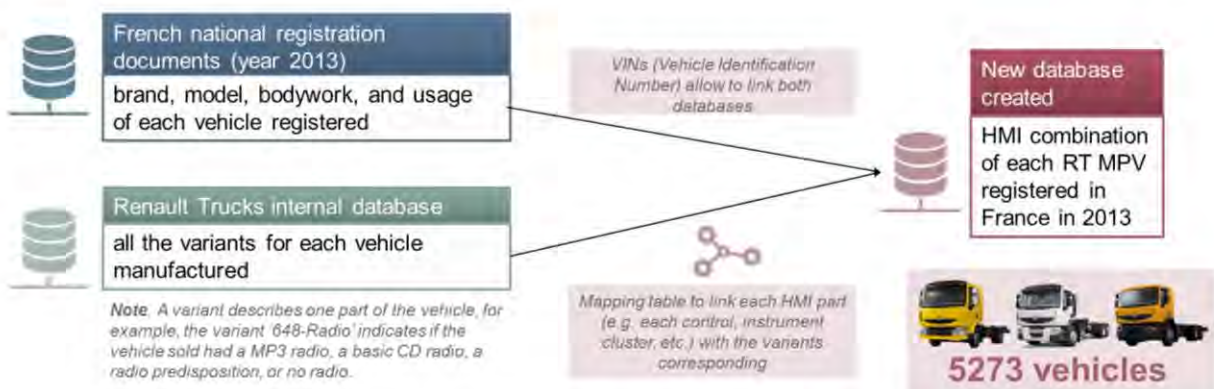 French national registration
documents (year 2013)
brand, model, bodywork, and usage
of each vehicle registered
Renault Trucks internal database
all the variants for each vehicle
manufactured
Note. A variant describes one part of the vehicle, for
example, the variant '648-Radio' indicates if the
vehicle sold had a MP3 radio, a basic CD radio, a
radio predisposition, or no radio.
VINs (Vehicle Identification
Number) allow to link both
databases
Mapping table to link each HMI part
(e.g. each control, instrument
cluster, etc.) with the variants
corresponding
New database
created
HMI combination
of each RT MPV
registered in
France in 2013
5273 vehicles